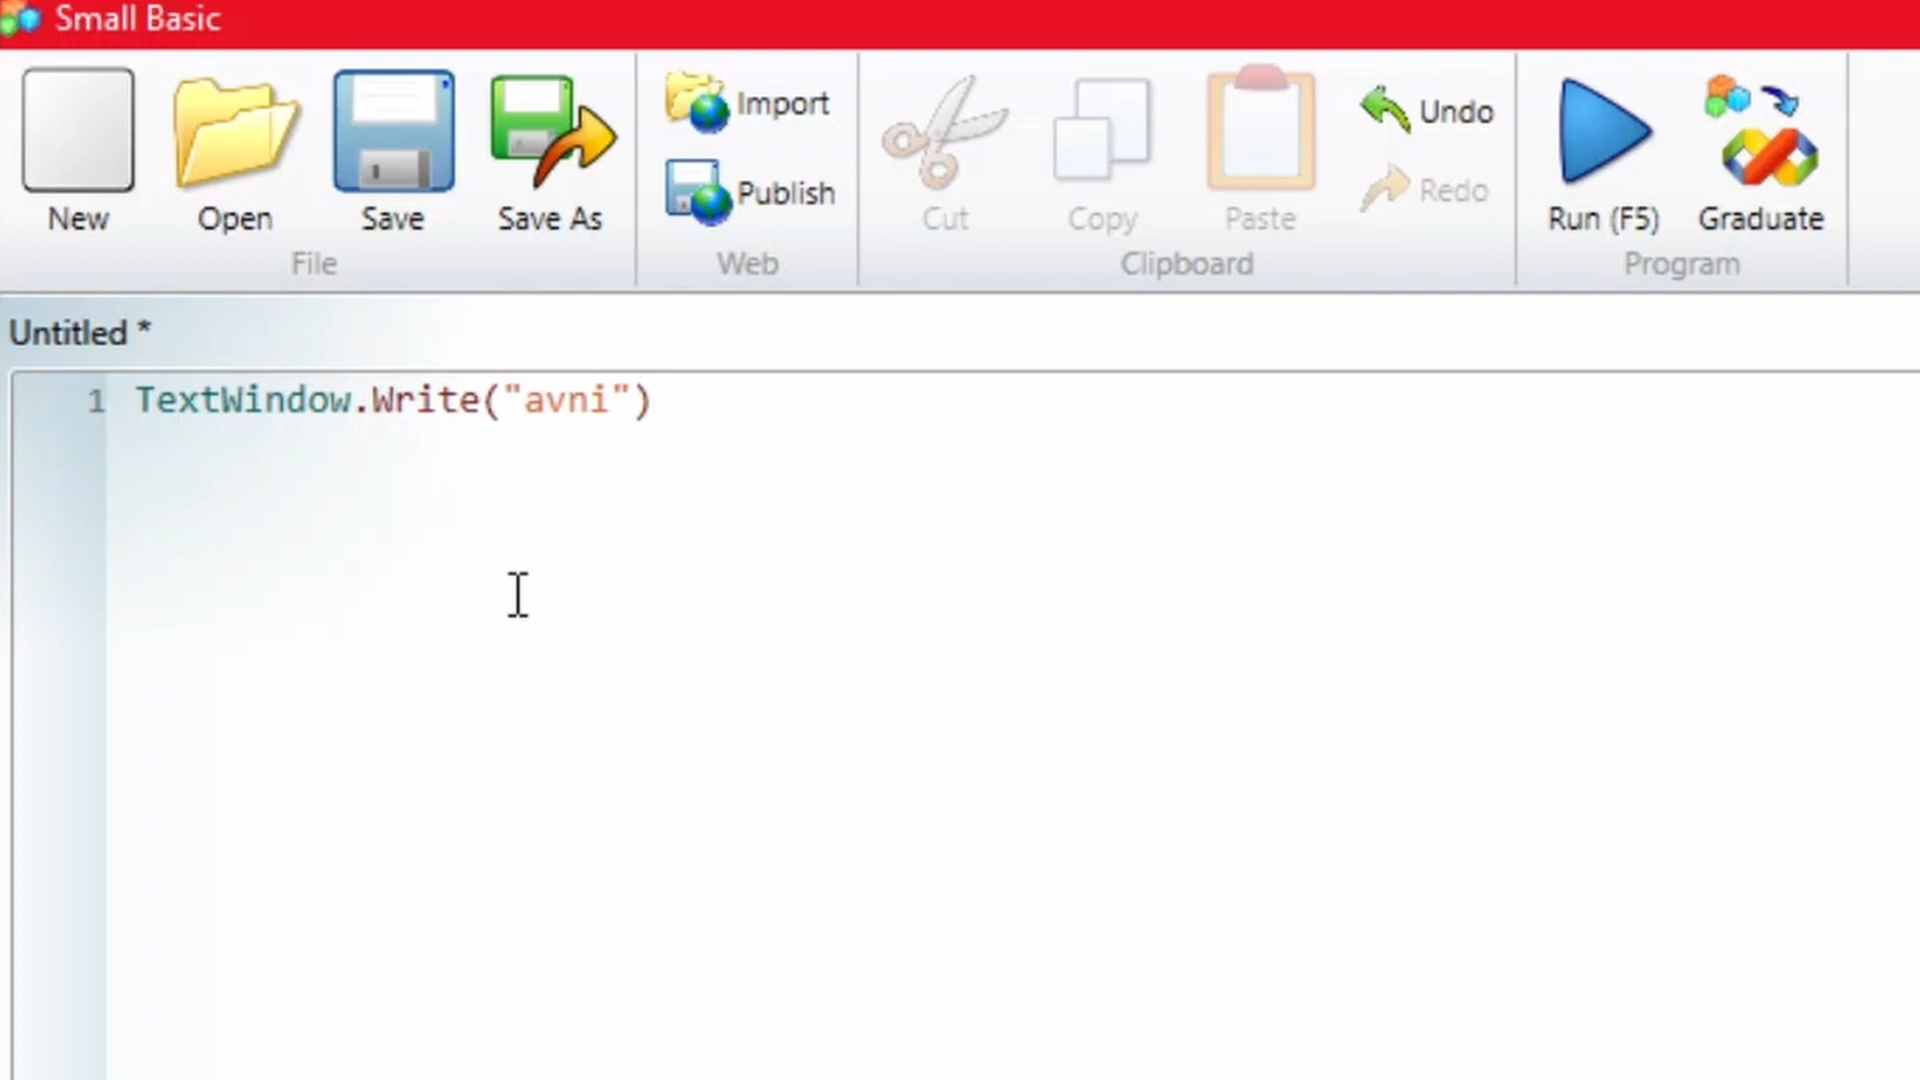 Small Basic
New
Open
Save
Save As
File
Import
Publish
Web
Cut
Copy
Paste
Undo
Redo
Clipboard
Run (F5)
Graduate
Program
Untitled *
1 TextWindow.Write("avni")